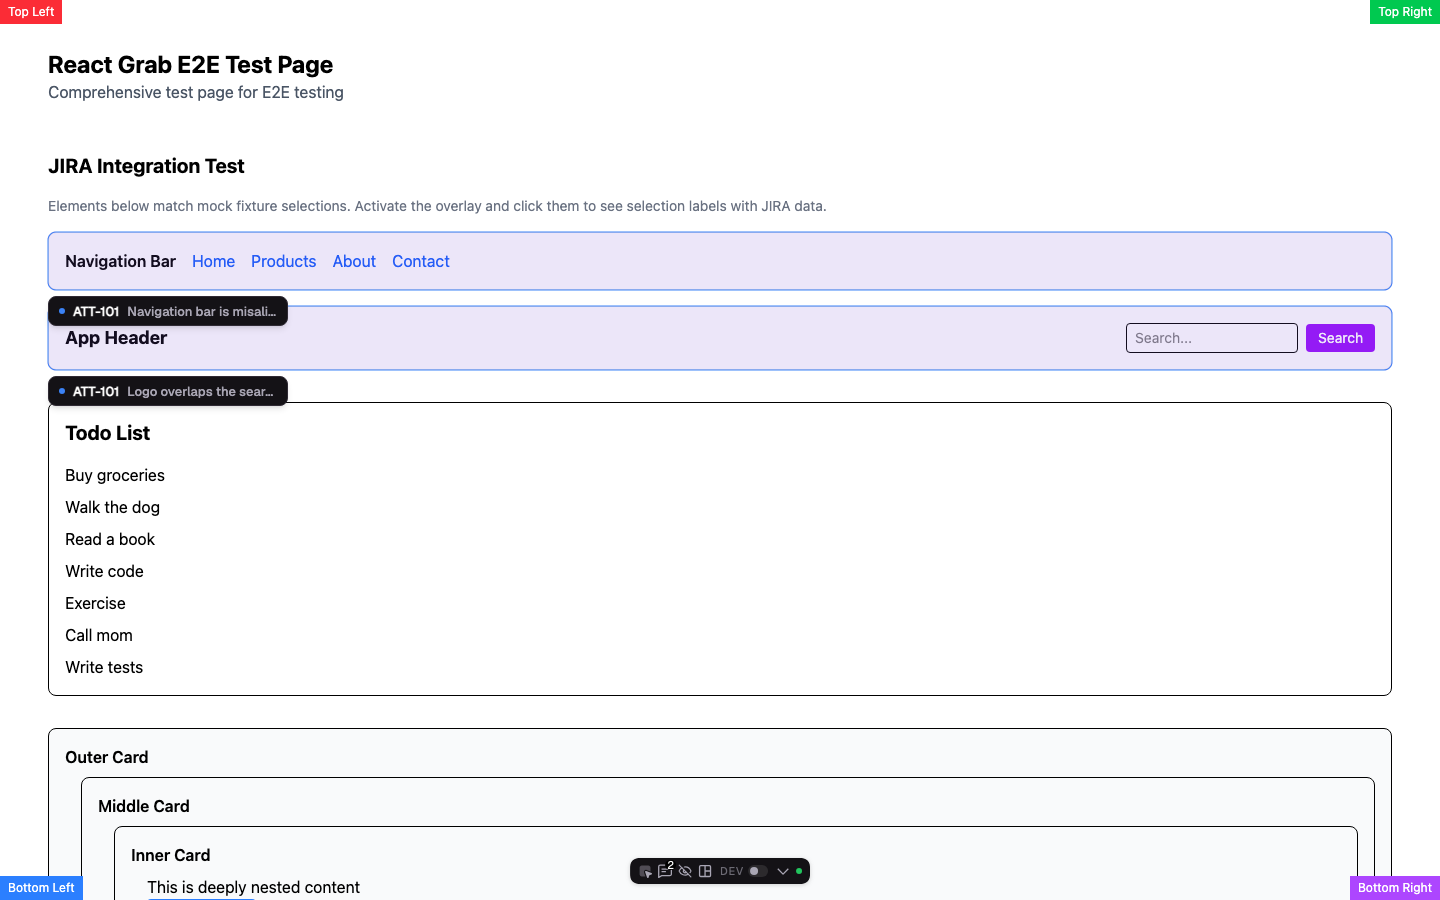 Top Left
Top Right
React Grab E2E Test Page
Comprehensive test page for E2E testing
JIRA Integration Test
Elements below match mock fixture selections. Activate the overlay and click them to see selection labels with JIRA data.
Navigation Bar Home Products About Contact
ATT-101 Navigation bar is misali...
App Header Search... Search
ATT-101 Logo overlaps the sear...
Todo List
Buy groceries
Walk the dog
Read a book
Write code
Exercise
Call mom
Write tests
Outer Card
Middle Card
Inner Card
This is deeply nested content
2 DEV
Bottom Left
Bottom Right